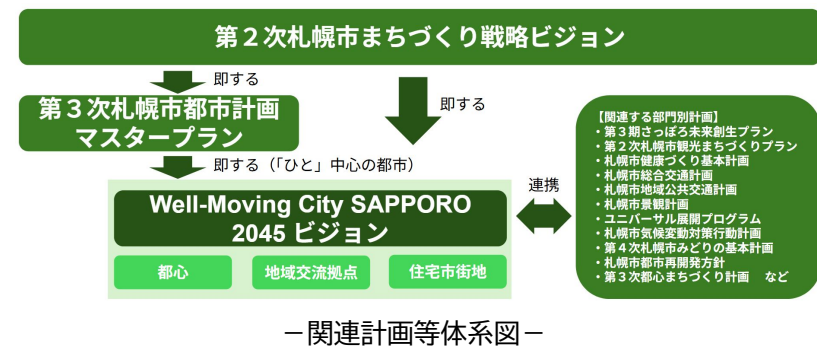 第２次札幌市まちづくり戦略ビジョン
即する
即する
第３次札幌市都市計画
マスタープラン
即する（「ひと」中心の都市）
Well-Moving City SAPPORO
2045 ビジョン
都心
地域交流拠点
住宅市街地
連携
【関連する部門別計画】
・第３期さっぽろ未来創生プラン
・第２次札幌市観光まちづくりプラン
・札幌市健康づくり基本計画
・札幌市総合交通計画
・札幌市地域公共交通計画
・札幌市景観計画
・ユニバーサル展開プログラム
・札幌市気候変動対策行動計画
・第４次札幌市みどりの基本計画
・札幌市都市再開発方針
・第３次都心まちづくり計画　など
－関連計画等体系図－